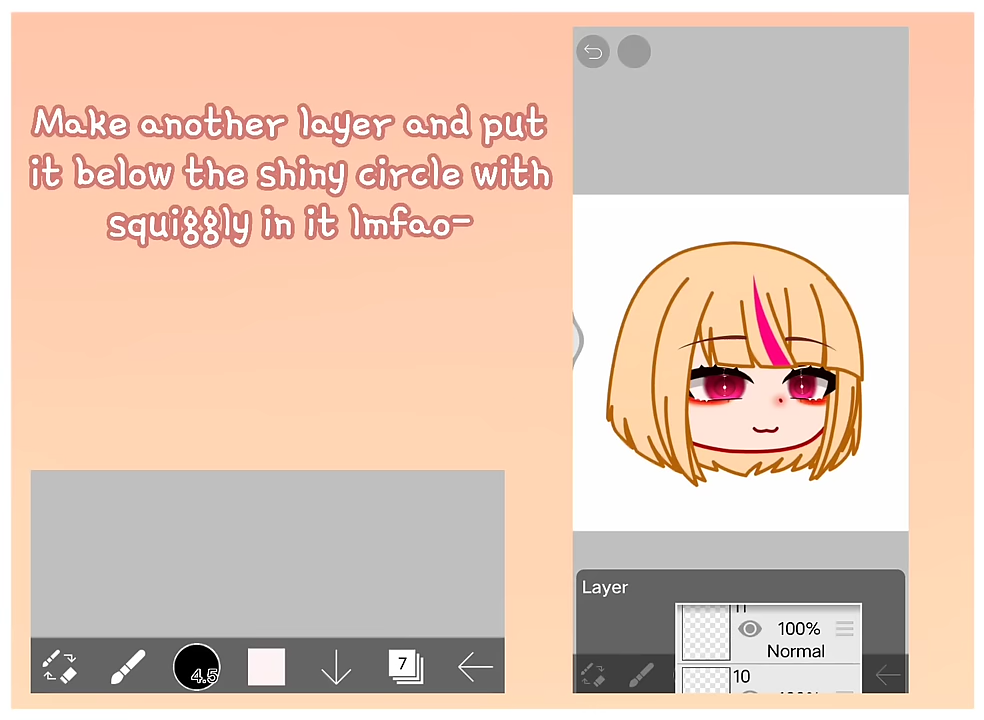 Make another layer and put
it below the shiny circle with
squiggly in it lmfao-
4.5
7
Layer
11
100%
Normal
10